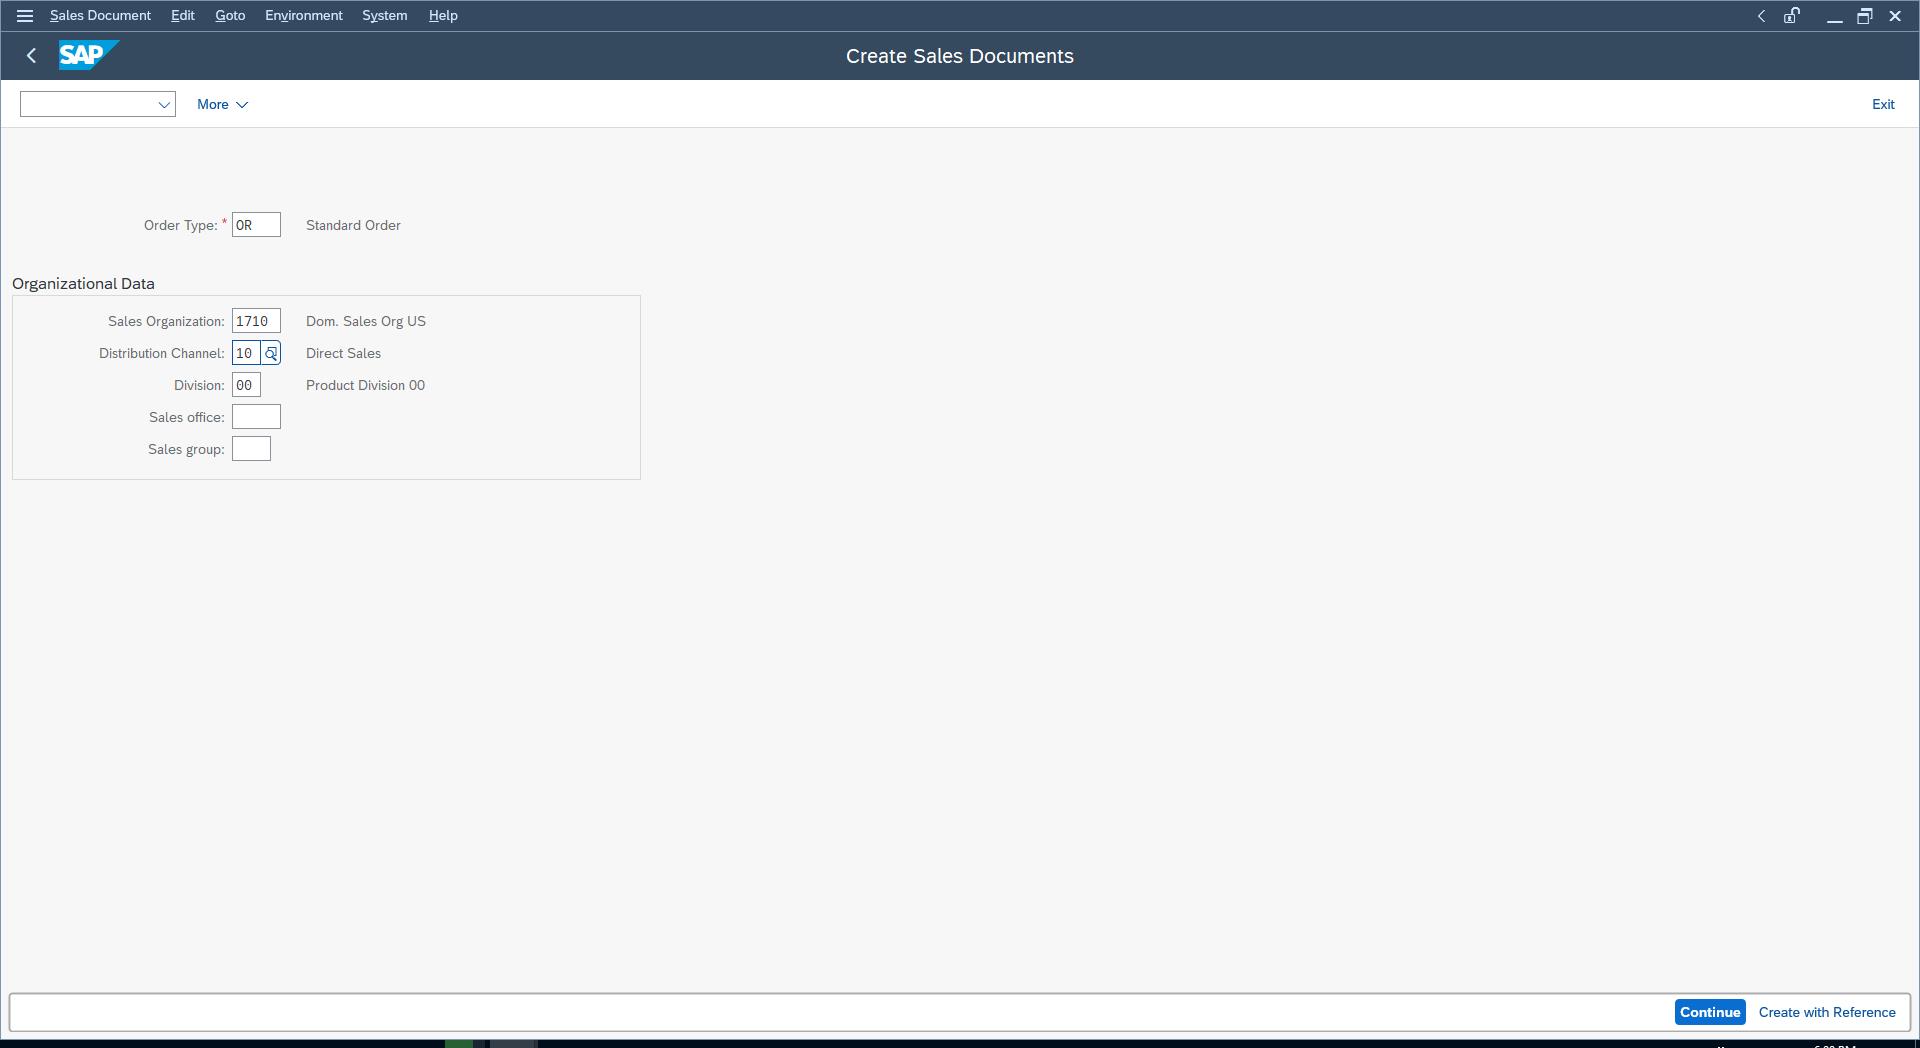 Sales Document Edit Goto Environment System Help
SAP Create Sales Documents
More Exit
Order Type: * OR Standard Order
Organizational Data
Sales Organization: 1710 Dom. Sales Org US
Distribution Channel: 10 Direct Sales
Division: 00 Product Division 00
Sales office:
Sales group:
Continue Create with Reference